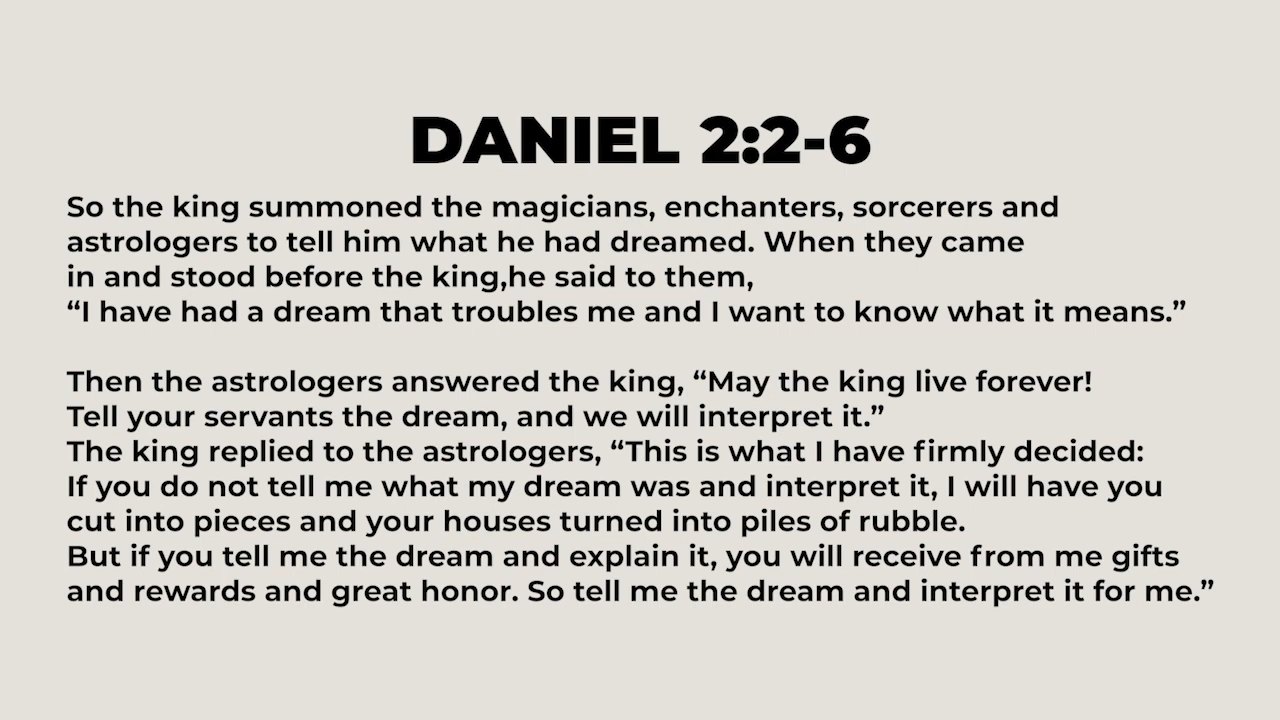 DANIEL 2:2-6
So the king summoned the magicians, enchanters, sorcerers and
astrologers to tell him what he had dreamed. When they came
in and stood before the king,he said to them,
“I have had a dream that troubles me and I want to know what it means.”
Then the astrologers answered the king, “May the king live forever!
Tell your servants the dream, and we will interpret it.”
The king replied to the astrologers, “This is what I have firmly decided:
If you do not tell me what my dream was and interpret it, I will have you
cut into pieces and your houses turned into piles of rubble.
But if you tell me the dream and explain it, you will receive from me gifts
and rewards and great honor. So tell me the dream and interpret it for me.”